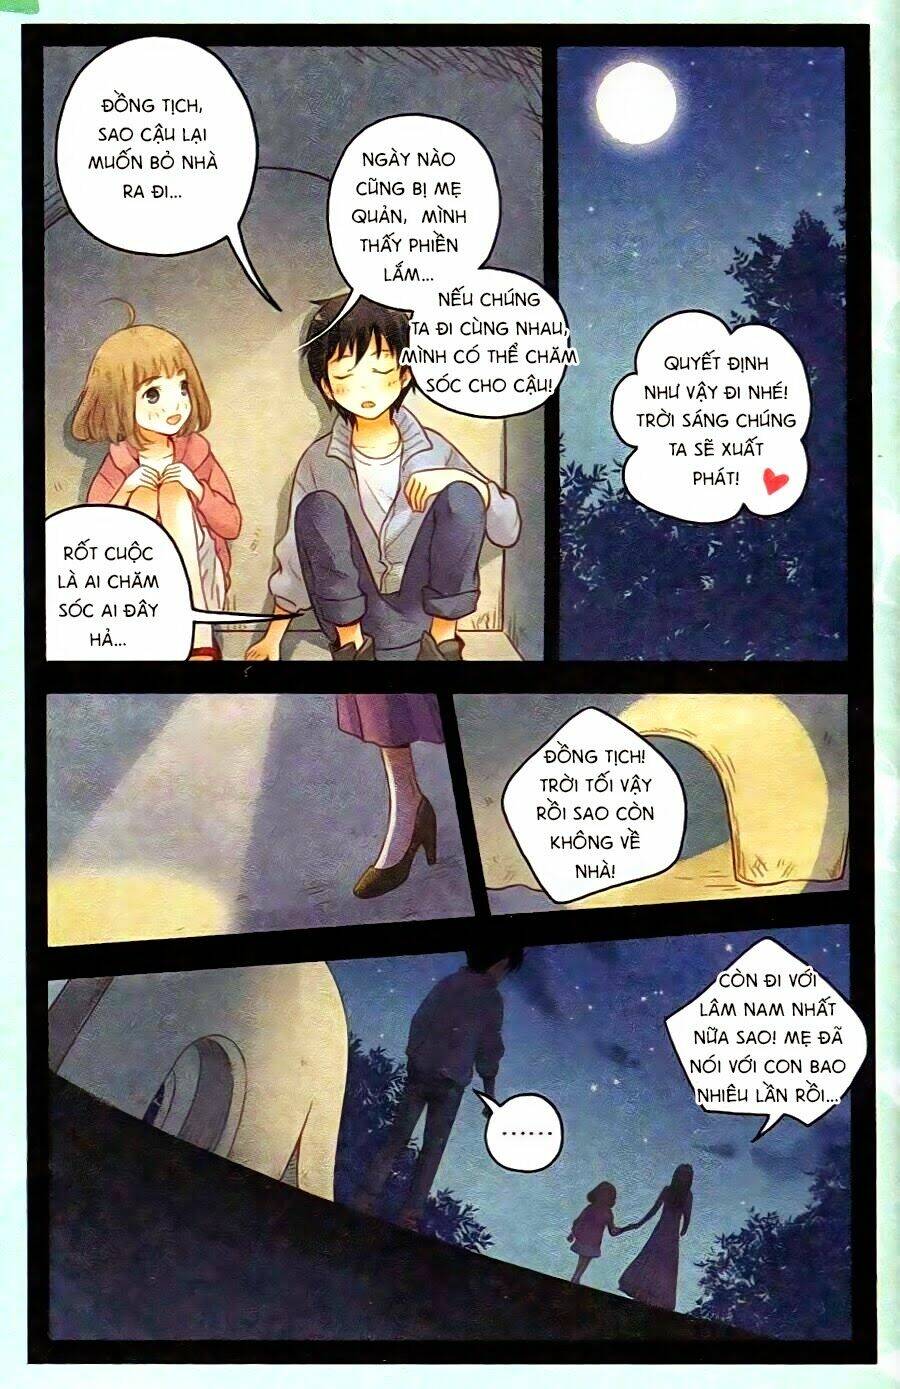 ĐỒNG TỊCH,
SAO CẬU LẠI
MUỐN BỎ NHÀ
RA ĐI...
NGÀY NÀO
CŨNG BỊ MẸ
QUẢN, MÌNH
THẤY PHIỀN
LẮM...
NẾU CHÚNG
TA ĐI CÙNG NHAU,
MÌNH CÓ THỂ CHĂM
SÓC CHO CẬU!
RỐT CUỘC
LÀ AI CHĂM
SÓC AI ĐÂY
HẢ...
QUYẾT ĐỊNH
NHƯ VẬY ĐI NHÉ!
TRỜI SÁNG CHÚNG
TA SẼ XUẤT
PHÁT!
ĐỒNG TỊCH!
TRỜI TỐI VẬY
RỒI SAO CÒN
KHÔNG VỀ
NHÀ!
CÒN ĐI VỚI
LÂM NAM NHẤT
NỮA SAO! MẸ ĐÃ
NÓI VỚI CON BAO
NHIÊU LẦN RỒI...
......